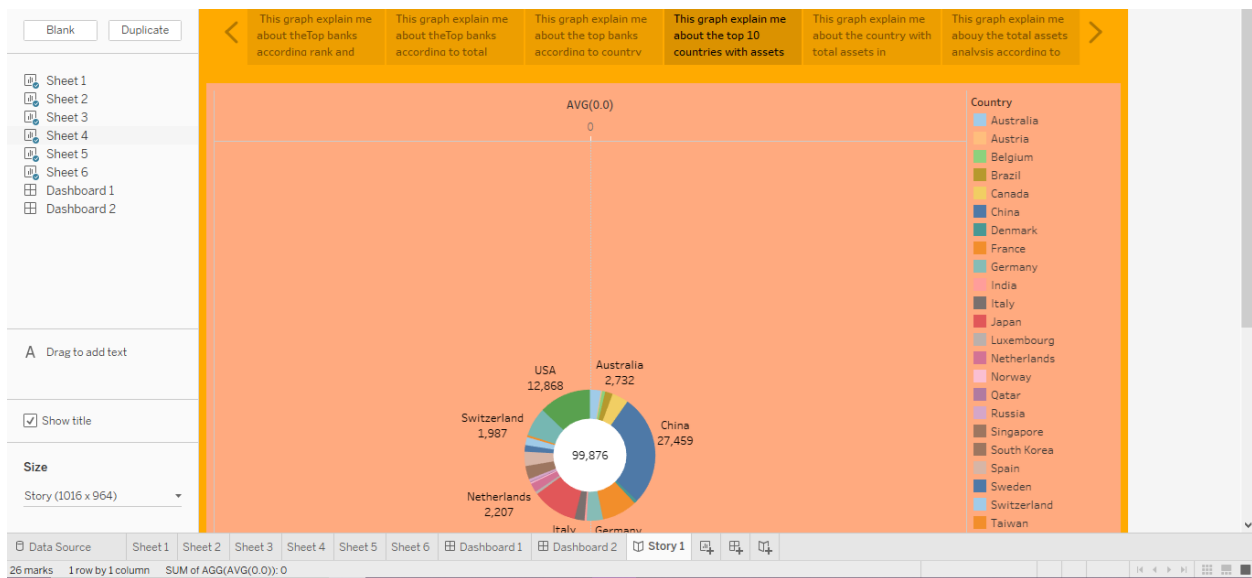 Blank
Duplicate
Sheet 1
Sheet 2
Sheet 3
Sheet 4
Sheet 5
Sheet 6
Dashboard 1
Dashboard 2
A Drag to add text
Show title
Size
Story (1016 x 964)
This graph explain me
about theTop banks
according rank and
This graph explain me
about theTop banks
according to total
This graph explain me
about the top banks
according to country
This graph explain me
about the top 10
countries with assets
This graph explain me
about the country with
total assets in
This graph explain me
abouy the total assets
analysis according to
AVG(0.0)
0
USA
12,868
Australia
2,732
Switzerland
1,987
China
27,459
99,876
Netherlands
2,207
Italy
Germany
Country
Australia
Austria
Belgium
Brazil
Canada
China
Denmark
France
Germany
India
Italy
Japan
Luxembourg
Netherlands
Norway
Qatar
Russia
Singapore
South Korea
Spain
Sweden
Switzerland
Taiwan
Data Source
Sheet 1
Sheet 2
Sheet 3
Sheet 4
Sheet 5
Sheet 6
Dashboard 1
Dashboard 2
Story 1
26 marks
1 row by 1 column
SUM of AGG(AVG(0.0)): 0